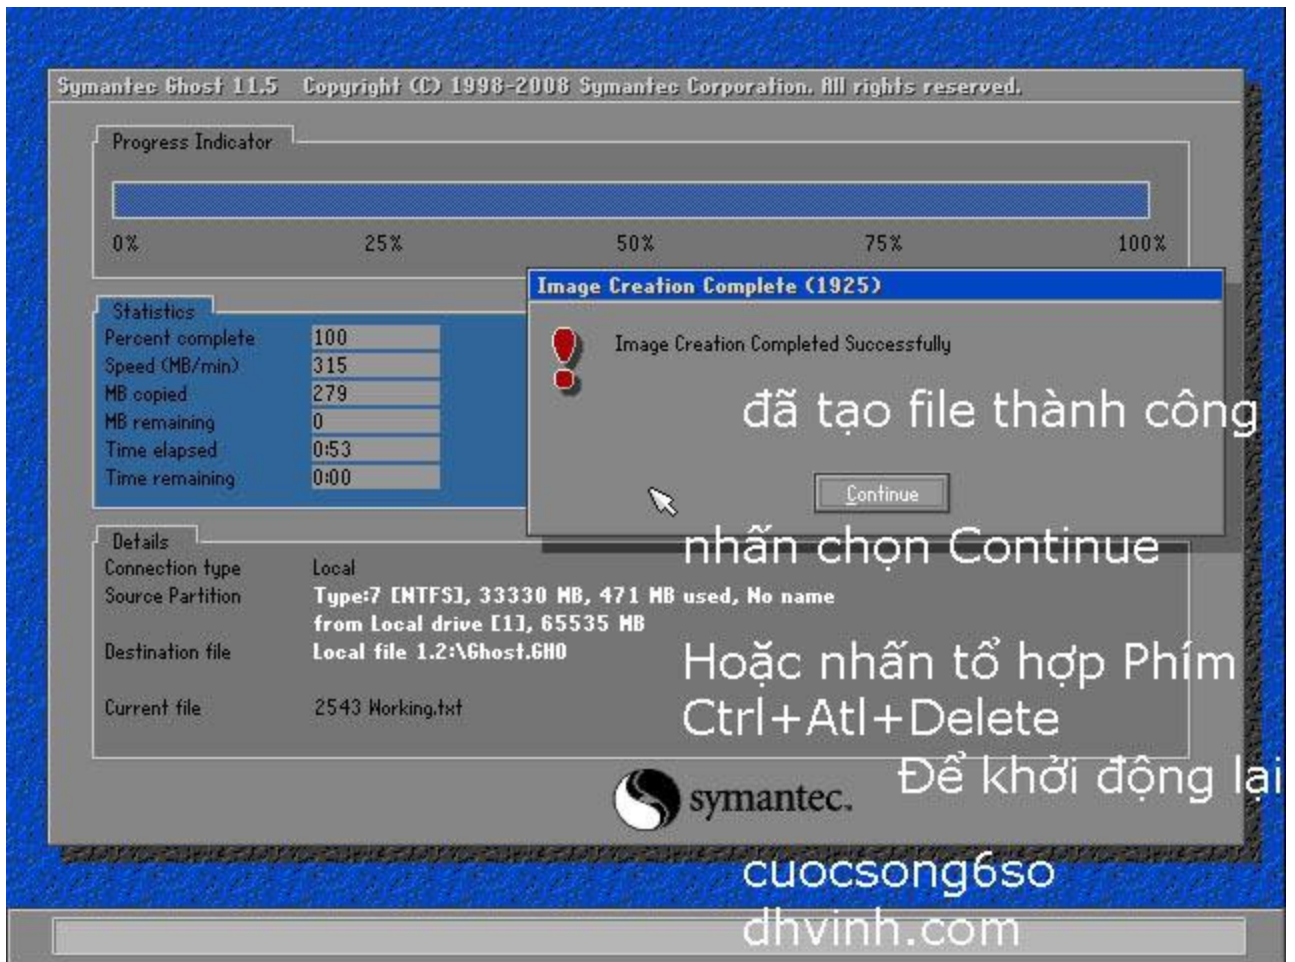 Symantec Ghost 11.5 Copyright (C) 1998-2008 Symantec Corporation. All rights reserved.
Progress Indicator
0% 25% 50% 75% 100%
Image Creation Complete (1925)
Image Creation Completed Successfully
đã tạo file thành công
Continue
Statistics
Percent complete 100
Speed (MB/min) 315
MB copied 279
MB remaining 0
Time elapsed 0:53
Time remaining 0:00
nhấn chọn Continue
Details
Connection type Local
Source Partition Type:7 [NTFS], 33330 MB, 471 MB used, No name
from Local drive [1], 65535 MB
Destination file Local file 1.2:\Ghost.GHO
Current file 2543 Working.txt
Hoặc nhấn tổ hợp Phím
Ctrl+Atl+Delete
Để khởi động lại
symantec.
cuocsong6so
dhvinh.com